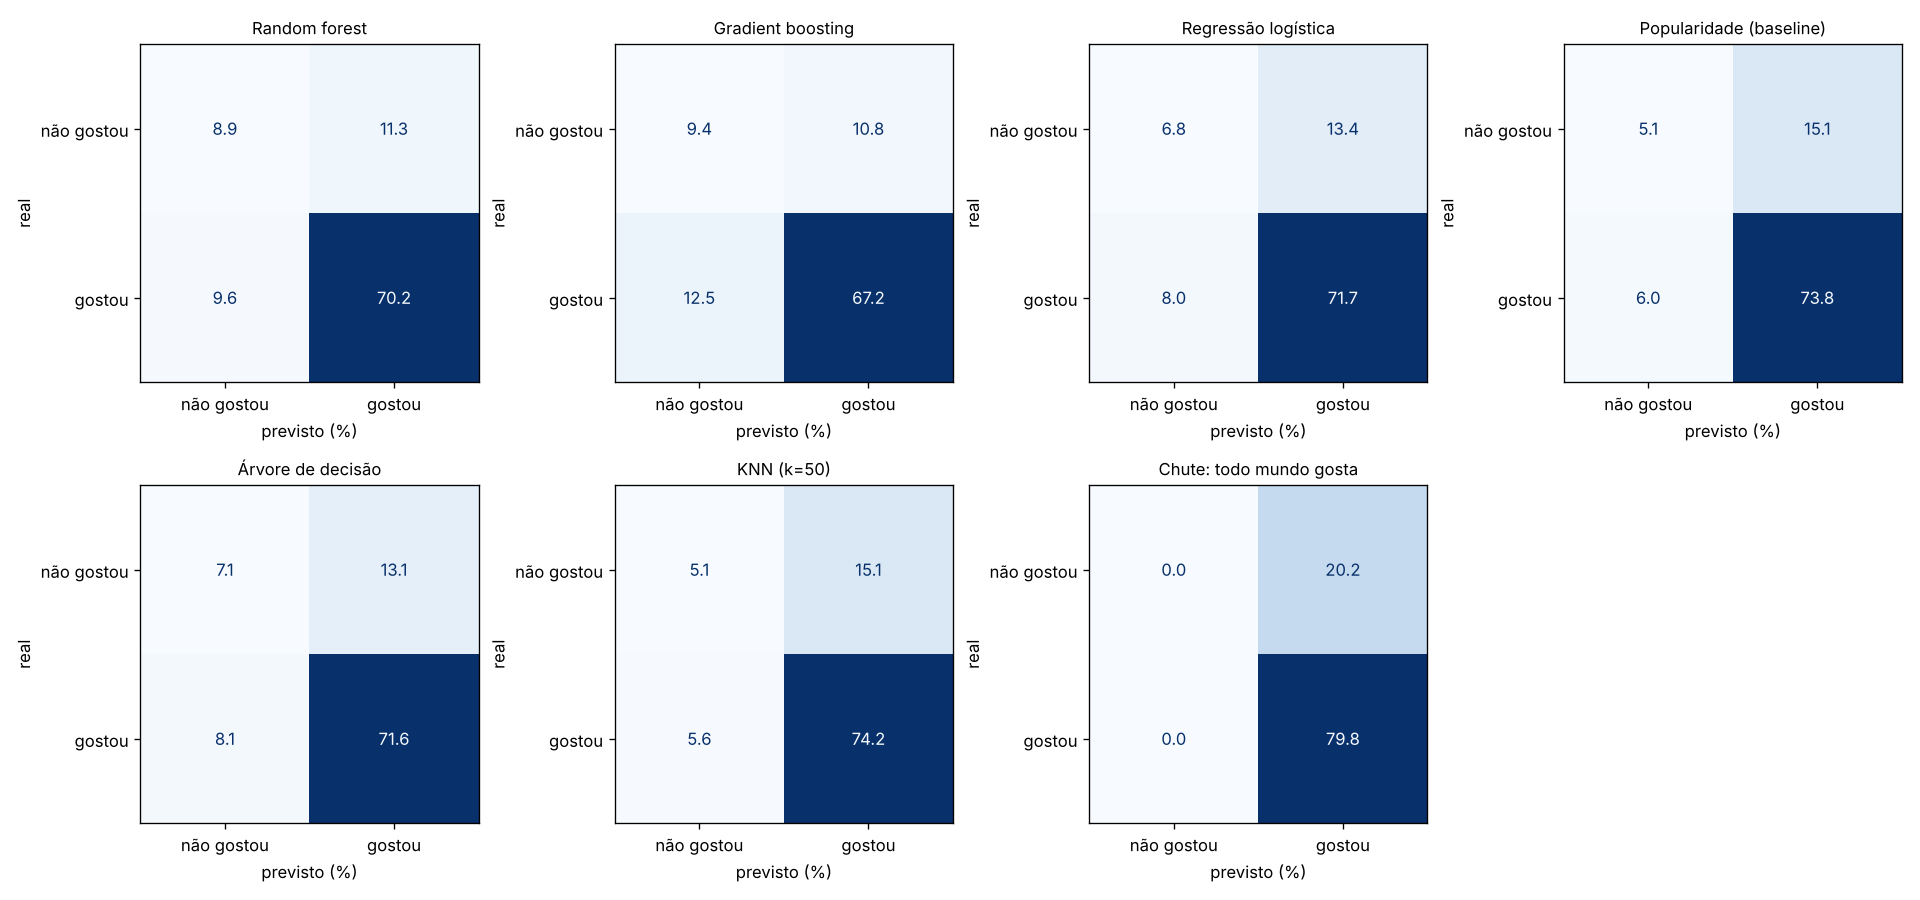 Random forest
não gostou
8.9
11.3
real
gostou
9.6
70.2
não gostou
gostou
previsto (%)
Gradient boosting
não gostou
9.4
10.8
real
gostou
12.5
67.2
não gostou
gostou
previsto (%)
Regressão logística
não gostou
6.8
13.4
real
gostou
8.0
71.7
não gostou
gostou
previsto (%)
Popularidade (baseline)
não gostou
5.1
15.1
real
gostou
6.0
73.8
não gostou
gostou
previsto (%)
Árvore de decisão
não gostou
7.1
13.1
real
gostou
8.1
71.6
não gostou
gostou
previsto (%)
KNN (k=50)
não gostou
5.1
15.1
real
gostou
5.6
74.2
não gostou
gostou
previsto (%)
Chute: todo mundo gosta
não gostou
0.0
20.2
real
gostou
0.0
79.8
não gostou
gostou
previsto (%)